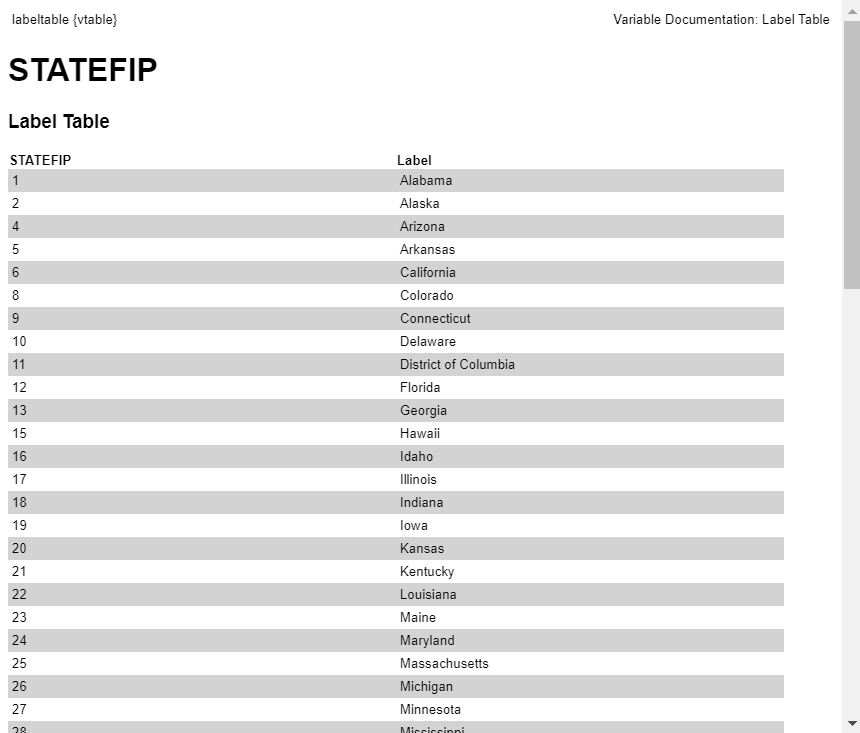 labeltable {vtable} Variable Documentation: Label Table
STATEFIP
Label Table
STATEFIP Label
1 Alabama
2 Alaska
4 Arizona
5 Arkansas
6 California
8 Colorado
9 Connecticut
10 Delaware
11 District of Columbia
12 Florida
13 Georgia
15 Hawaii
16 Idaho
17 Illinois
18 Indiana
19 Iowa
20 Kansas
21 Kentucky
22 Louisiana
23 Maine
24 Maryland
25 Massachusetts
26 Michigan
27 Minnesota
28 Mississippi